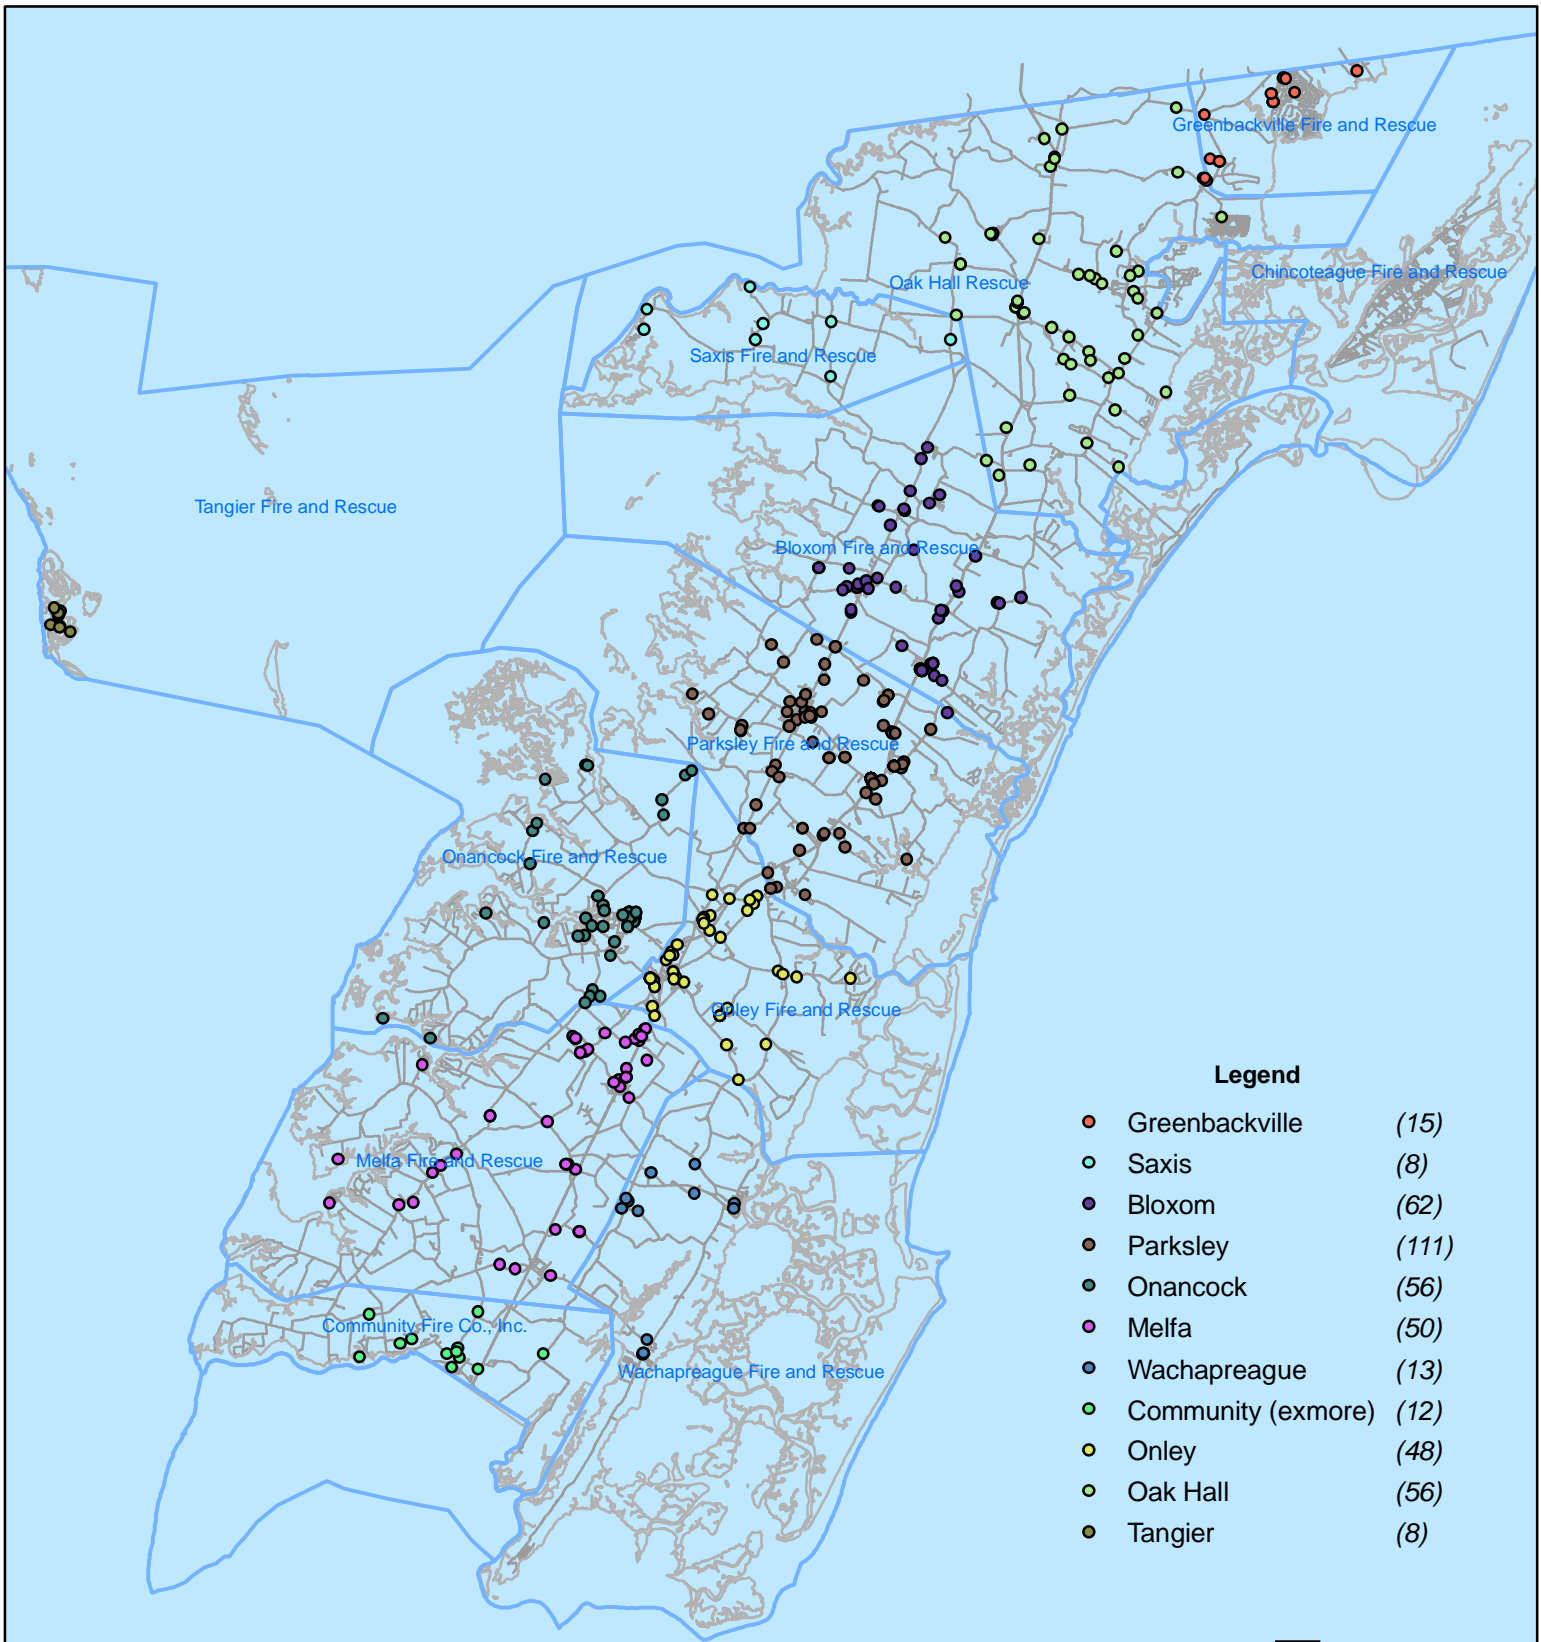 Greenbackville Fire and Rescue
Chincoteague Fire and Rescue
Oak Hall Rescue
Saxis Fire and Rescue
Tangier Fire and Rescue
Bloxom Fire and Rescue
Parksley Fire and Rescue
Onancock Fire and Rescue
Onley Fire and Rescue
Melfa Fire and Rescue
Community Fire Co., Inc.
Wachapreague Fire and Rescue
Legend
Greenbackville (15)
Saxis (8)
Bloxom (62)
Parksley (111)
Onancock (56)
Melfa (50)
Wachapreague (13)
Community (exmore) (12)
Onley (48)
Oak Hall (56)
Tangier (8)